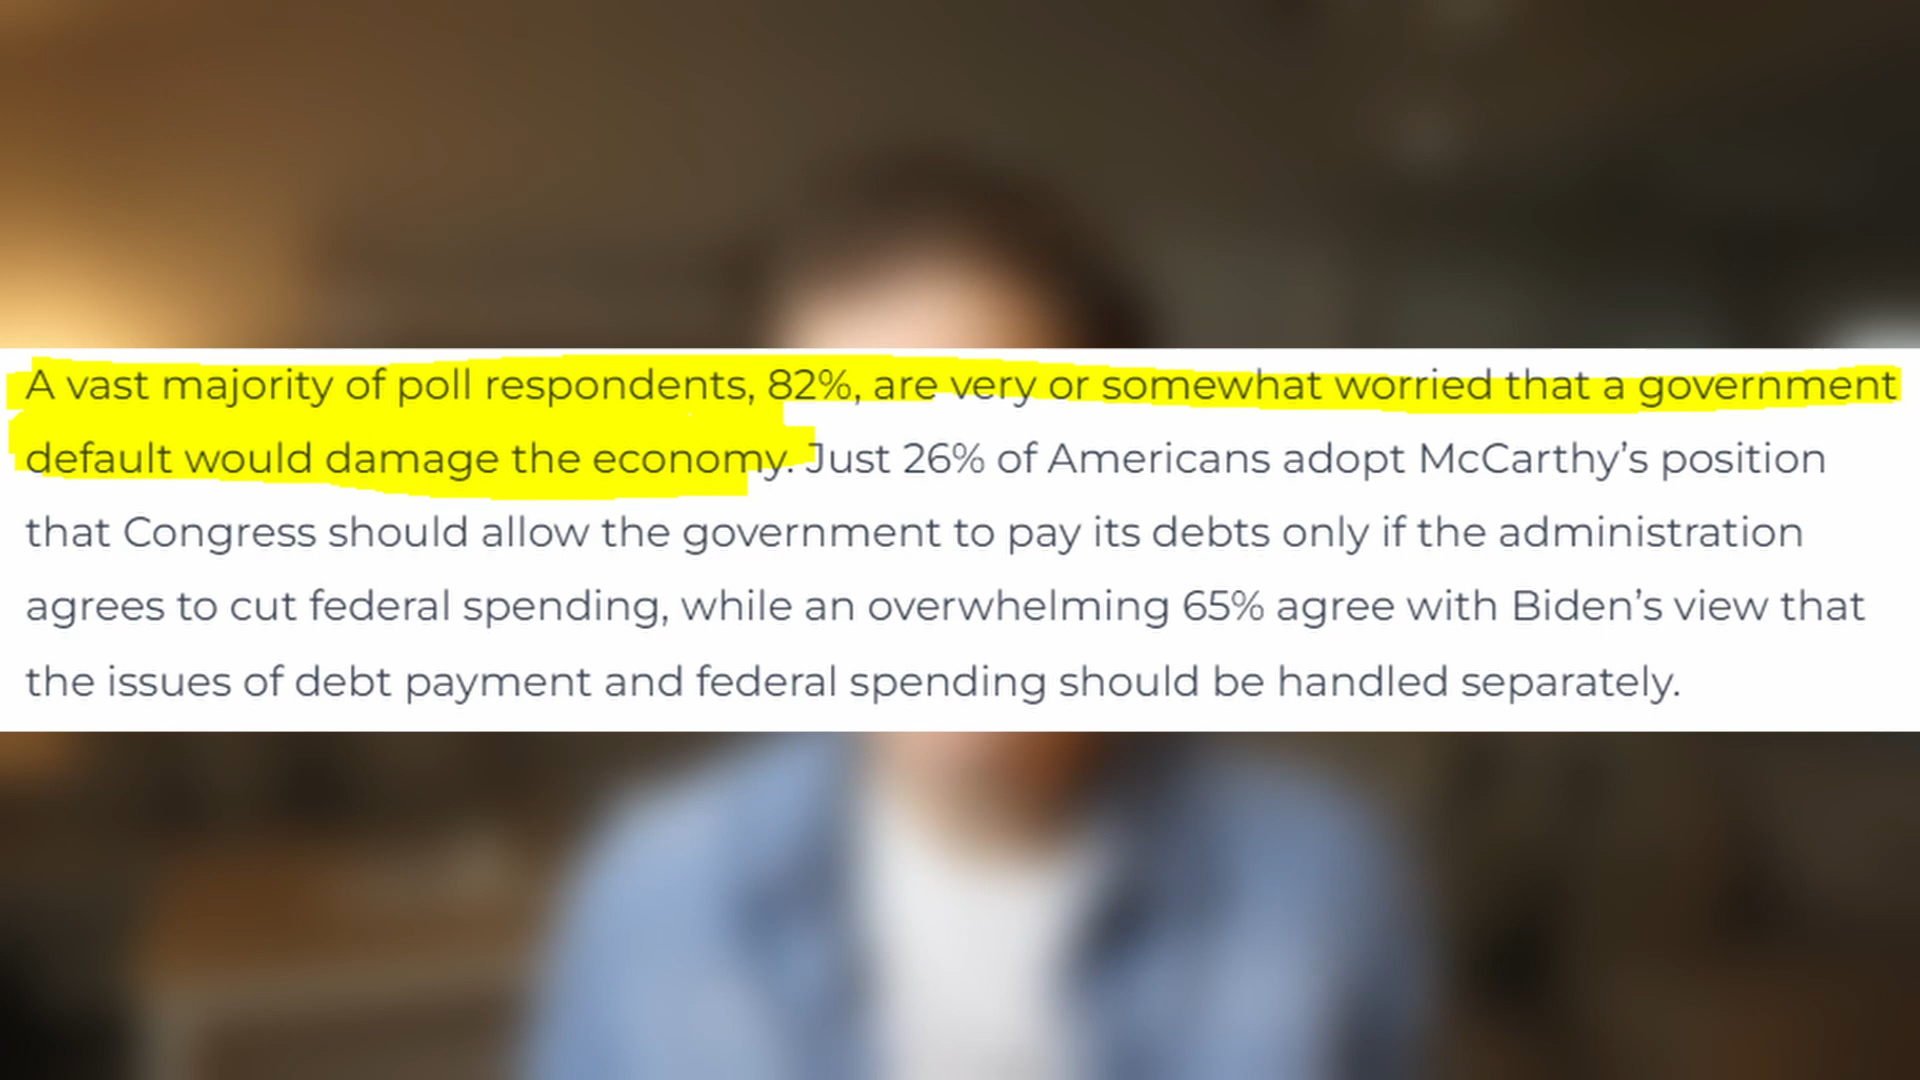 A vast majority of poll respondents, 82%, are very or somewhat worried that a government
default would damage the economy. Just 26% of Americans adopt McCarthy’s position
that Congress should allow the government to pay its debts only if the administration
agrees to cut federal spending, while an overwhelming 65% agree with Biden’s view that
the issues of debt payment and federal spending should be handled separately.